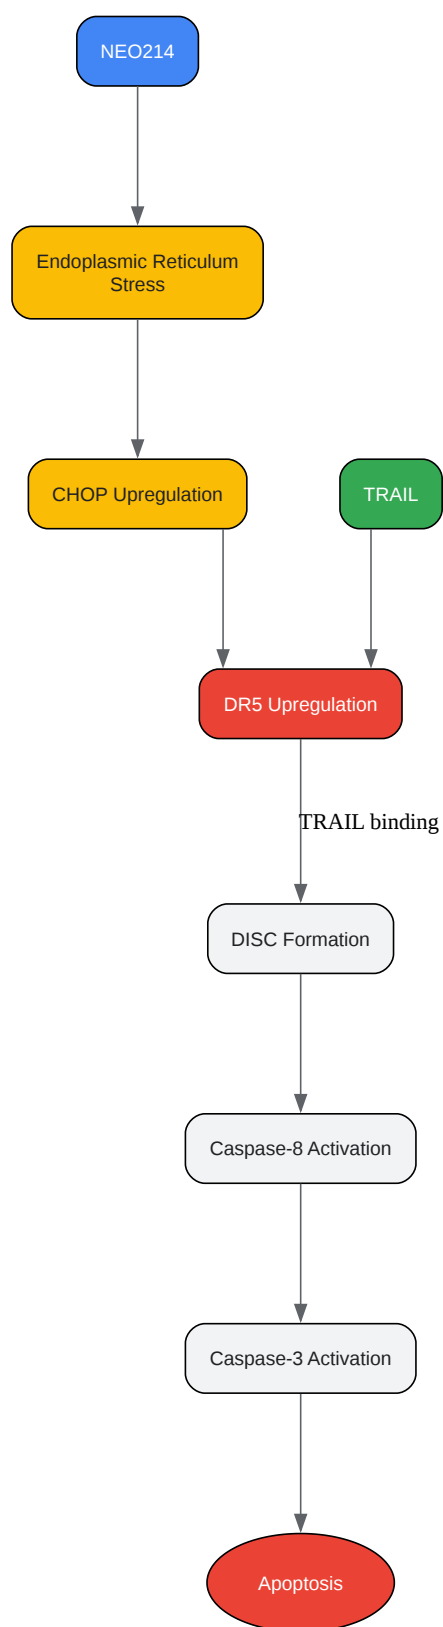 NEO214
Endoplasmic Reticulum
Stress
CHOP Upregulation
TRAIL
DR5 Upregulation
TRAIL binding
DISC Formation
Caspase-8 Activation
Caspase-3 Activation
Apoptosis